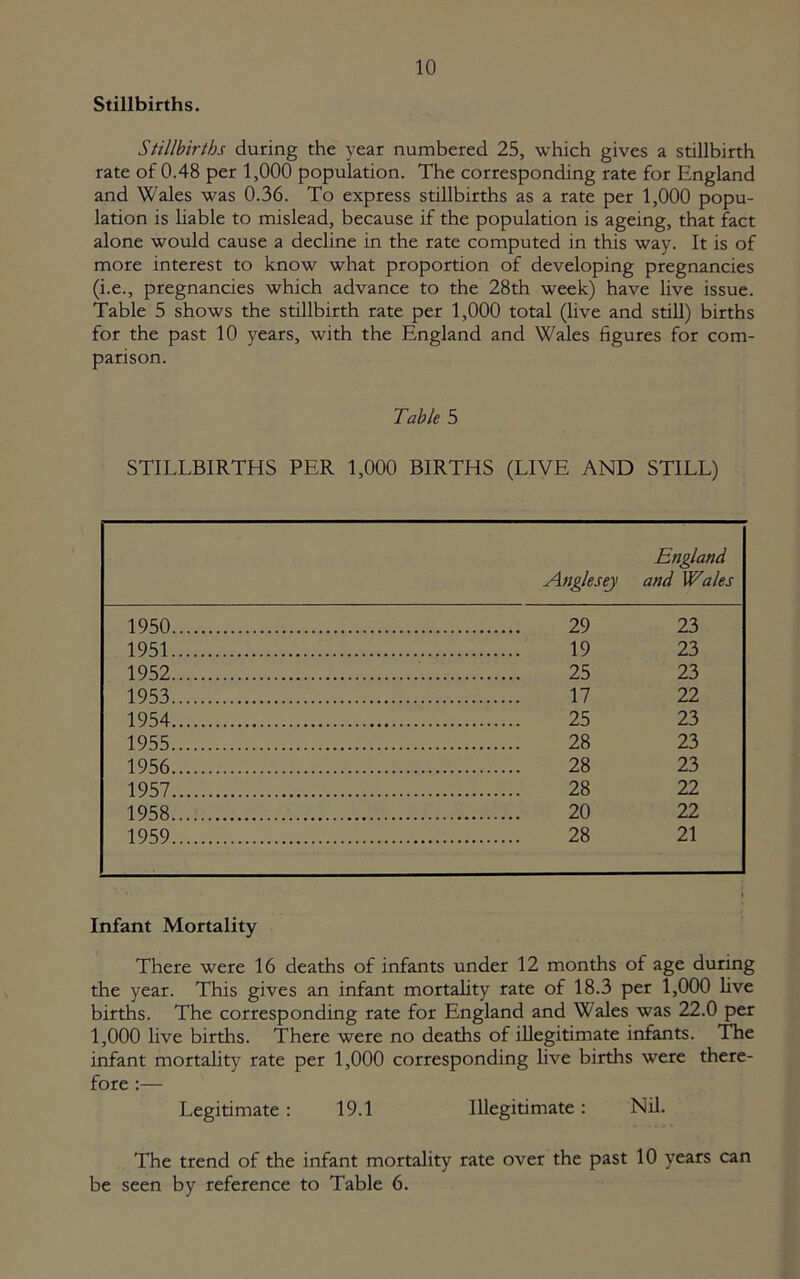 10
Stillbirths.
Stillbirths during the year numbered 25, which gives a stillbirth
rate of 0.48 per 1,000 population. The corresponding rate for England
and Wales was 0.36. To express stillbirths as a rate per 1,000 popu-
lation is liable to mislead, because if the population is ageing, that fact
alone would cause a decline in the rate computed in this way. It is of
more interest to know what proportion of developing pregnancies
(i.e., pregnancies which advance to the 28th week) have live issue.
Table 5 shows the stillbirth rate per 1,000 total (live and still) births
for the past 10 years, with the England and Wales figures for com-
parison.
Table 5
STILLBIRTHS PER 1,000 BIRTHS (LIVE AND STILL)
England
Anglesey and Wales
1950 29 23
1951 19 23
1952 25 23
1953 17 22
1954 25 23
1955 28 23
1956 28 23
1957 28 22
1958 20 22
1959 28 21
Infant Mortality
There were 16 deaths of infants under 12 months of age during
the year. This gives an infant mortality rate of 18.3 per 1,000 live
births. The corresponding rate for England and Wales was 22.0 per
1,000 live births. There were no deaths of illegitimate infants. The
infant mortality rate per 1,000 corresponding live births were there-
fore :—
Legitimate : 19.1 Illegitimate : Nil.
The trend of the infant mortality rate over the past 10 years can
be seen by reference to Table 6.